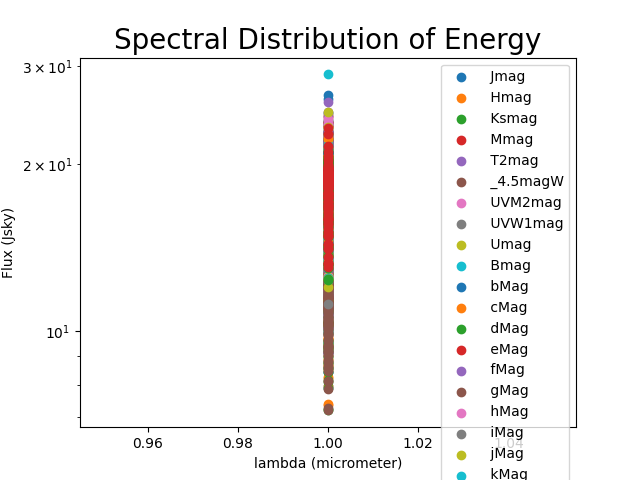 Spectral Distribution of Energy
3 × 10¹
2 × 10¹
10¹
Flux (Jsky)
0.96
0.98
1.00
1.02
1.04
lambda (micrometer)
Jmag
Hmag
Ksmag
Mmag
T2mag
_4.5magW
UVM2mag
UVW1mag
Umag
Bmag
bMag
cMag
dMag
eMag
fMag
gMag
hMag
iMag
jMag
kMag